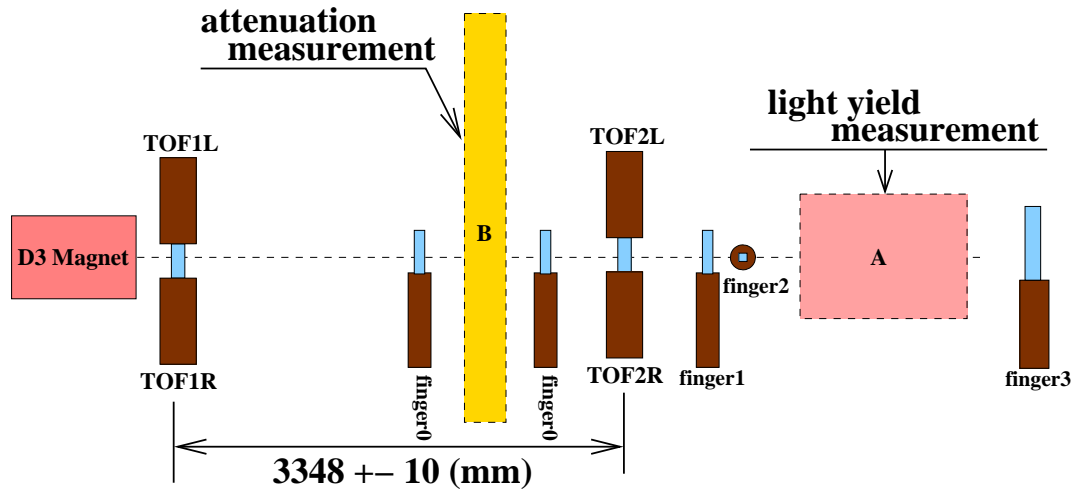 attenuation
measurement
light yield
measurement
TOF1L
TOF2L
D3 Magnet
B
A
finger2
TOF1R
finger0
finger0
TOF2R
finger1
finger3
3348 +− 10 (mm)